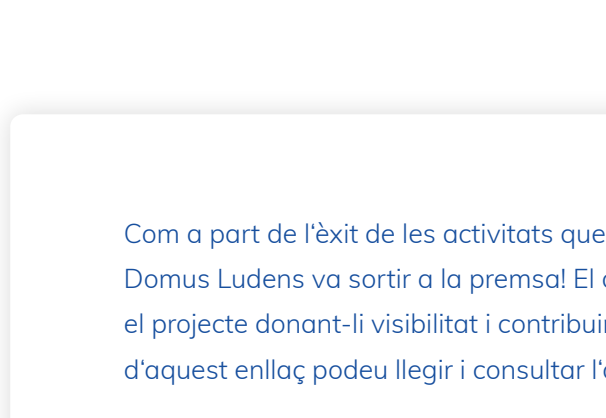 Com a part de l‘èxit de les activitats que
Domus Ludens va sortir a la premsa! El
el projecte donant-li visibilitat i contribuir
d‘aquest enllaç podeu llegir i consultar l‘